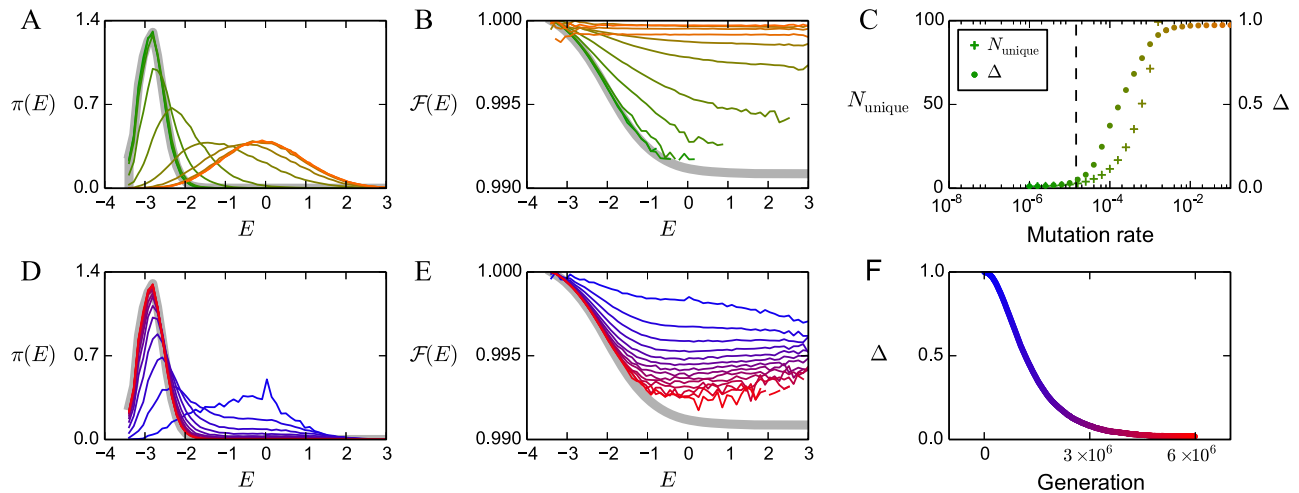 A
1.4
π(E)
0.7
0.0
−4 −3 −2 −1 0 1 2 3
E
B
1.000
F(E)
0.995
0.990
−4 −3 −2 −1 0 1 2 3
E
C
100
N_unique
50
0
N_unique
Δ
1.0
0.5
Δ
0.0
10^-8 10^-6 10^-4 10^-2
Mutation rate
D
1.4
π(E)
0.7
0.0
−4 −3 −2 −1 0 1 2 3
E
E
1.000
F(E)
0.995
0.990
−4 −3 −2 −1 0 1 2 3
E
F
1.0
Δ
0.5
0.0
0 3 ×10^6 6 ×10^6
Generation